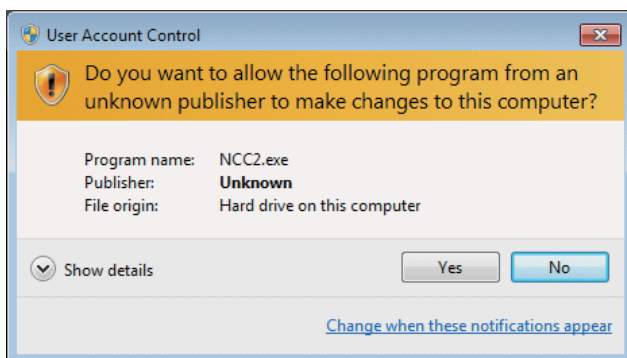 User Account Control
Do you want to allow the following program from an
unknown publisher to make changes to this computer?
Program name: NCC2.exe
Publisher: Unknown
File origin: Hard drive on this computer
Show details Yes No
Change when these notifications appear